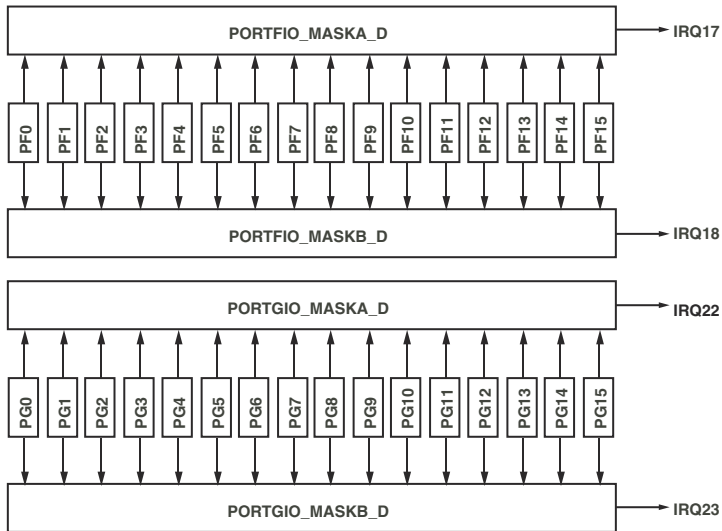 PORTFIO_MASKA_D
IRQ17
PF0
PF1
PF2
PF3
PF4
PF5
PF6
PF7
PF8
PF9
PF10
PF11
PF12
PF13
PF14
PF15
PORTFIO_MASKB_D
IRQ18
PORTGIO_MASKA_D
IRQ22
PG0
PG1
PG2
PG3
PG4
PG5
PG6
PG7
PG8
PG9
PG10
PG11
PG12
PG13
PG14
PG15
PORTGIO_MASKB_D
IRQ23